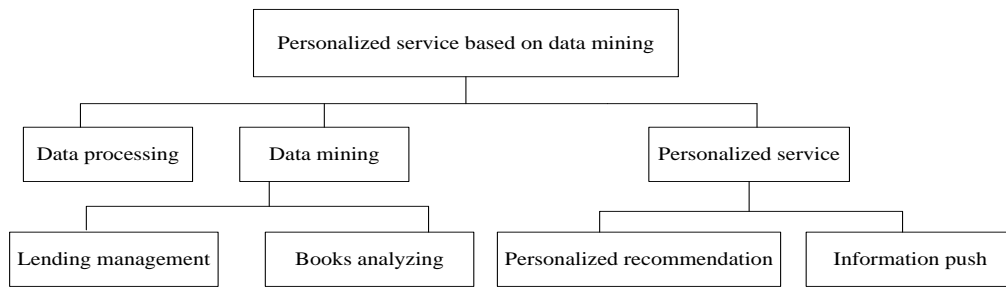 Personalized service based on data mining
Data processing
Data mining
Personalized service
Lending management
Books analyzing
Personalized recommendation
Information push